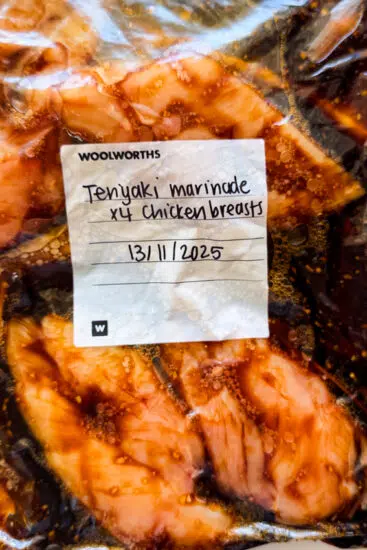 WOOLWORTHS
Teriyaki marinade
x4 Chicken breasts
13/11/2025
W